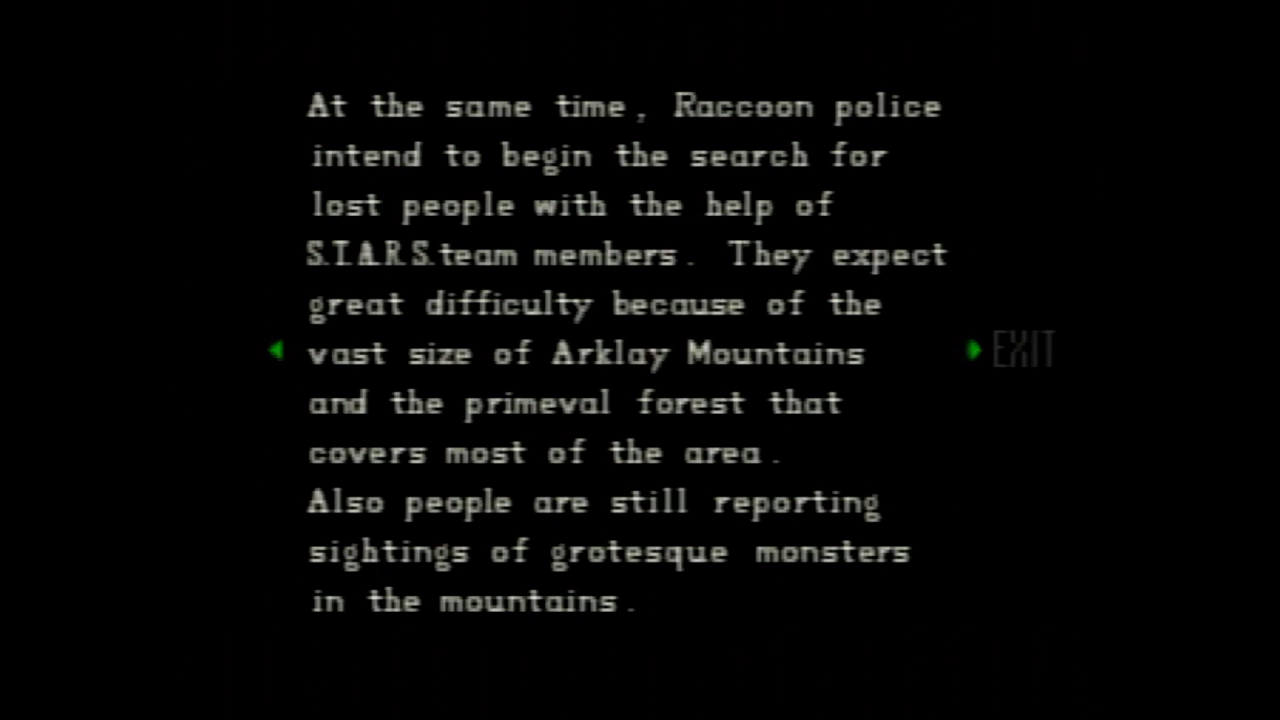 At the same time, Raccoon police
intend to begin the search for
lost people with the help of
S.T.A.R.S. team members. They expect
great difficulty because of the
vast size of Arklay Mountains
and the primeval forest that
covers most of the area.
Also people are still reporting
sightings of grotesque monsters
in the mountains.
EXIT